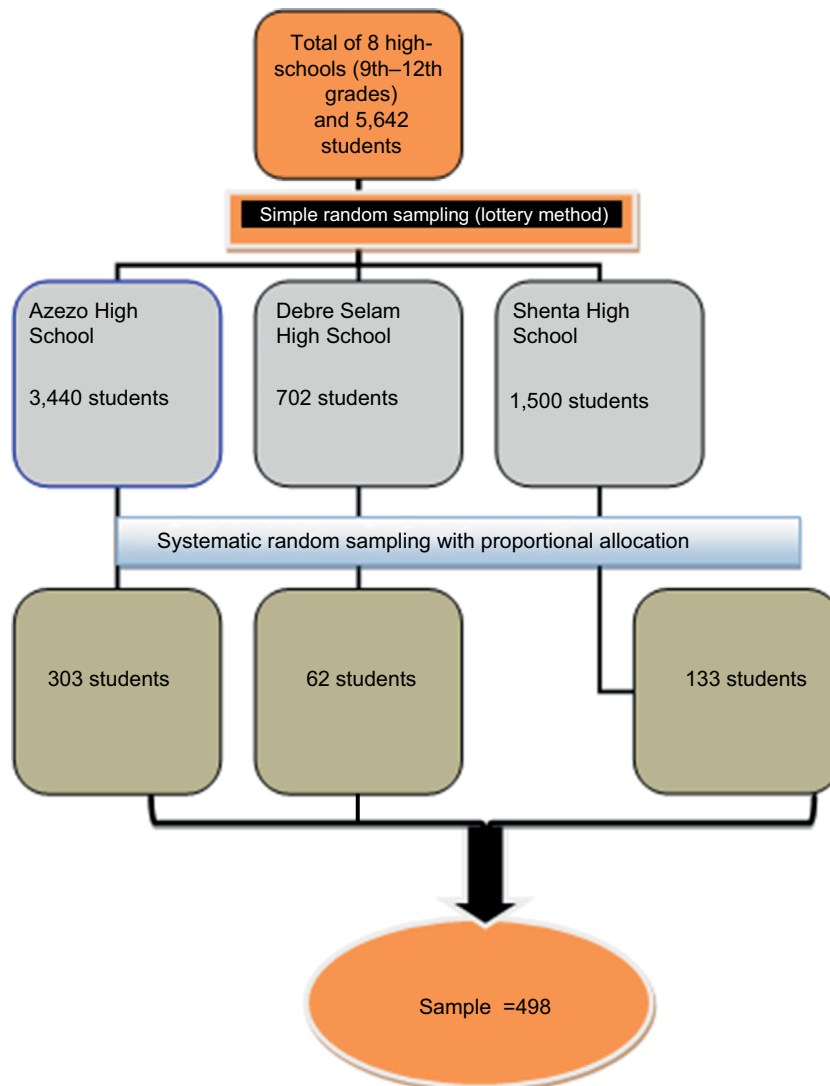 Total of 8 high-
schools (9th–12th
grades)
and 5,642
students
Simple random sampling (lottery method)
Azezo High
School
3,440 students
Debre Selam
High School
702 students
Shenta High
School
1,500 students
Systematic random sampling with proportional allocation
303 students
62 students
133 students
Sample =498